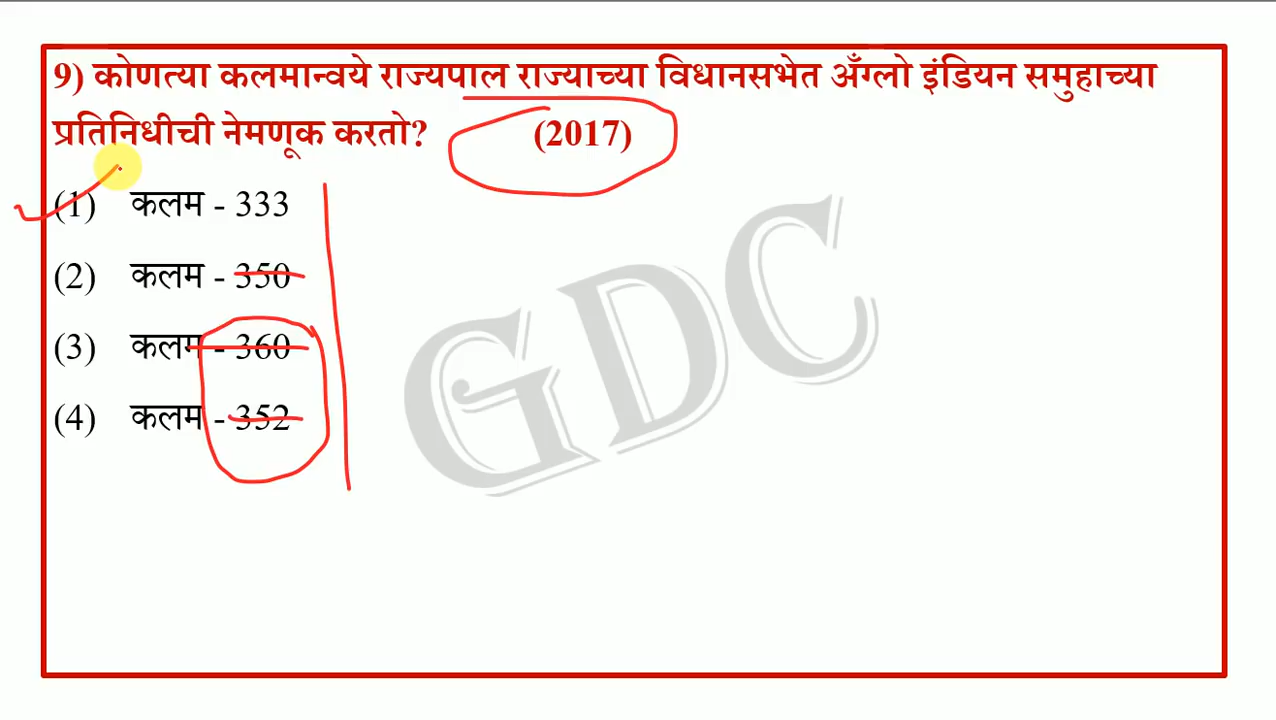 9) कोणत्या कलमान्वये राज्यपाल राज्याच्या विधानसभेत अँग्लो इंडियन समुहाच्या
प्रतिनिधीची नेमणूक करतो? (2017)
(1) कलम - 333
(2) कलम - 350
(3) कलम - 360
(4) कलम - 352
GDC